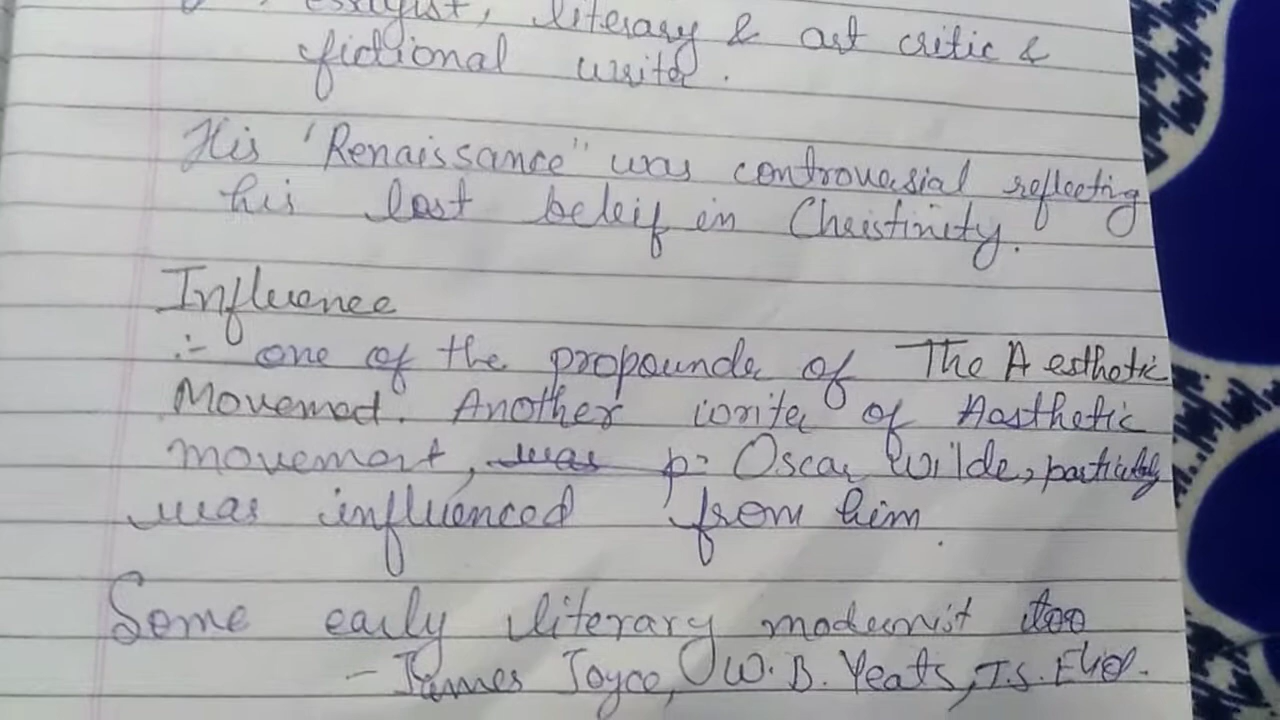 essayist, literary & art critic &
fictional writer.
His 'Renaissance" was controversial reflecting
his lost beleif in Christinity.
Influence
:- one of the propounder of The Aesthetic
Movement. Another writer of Aasthetic
movement, was p- Oscar Wilde, particularly
was influenced from him.
Some early literary modernist too
- James Joyce, W. B. Yeats, T.S. Eliot.